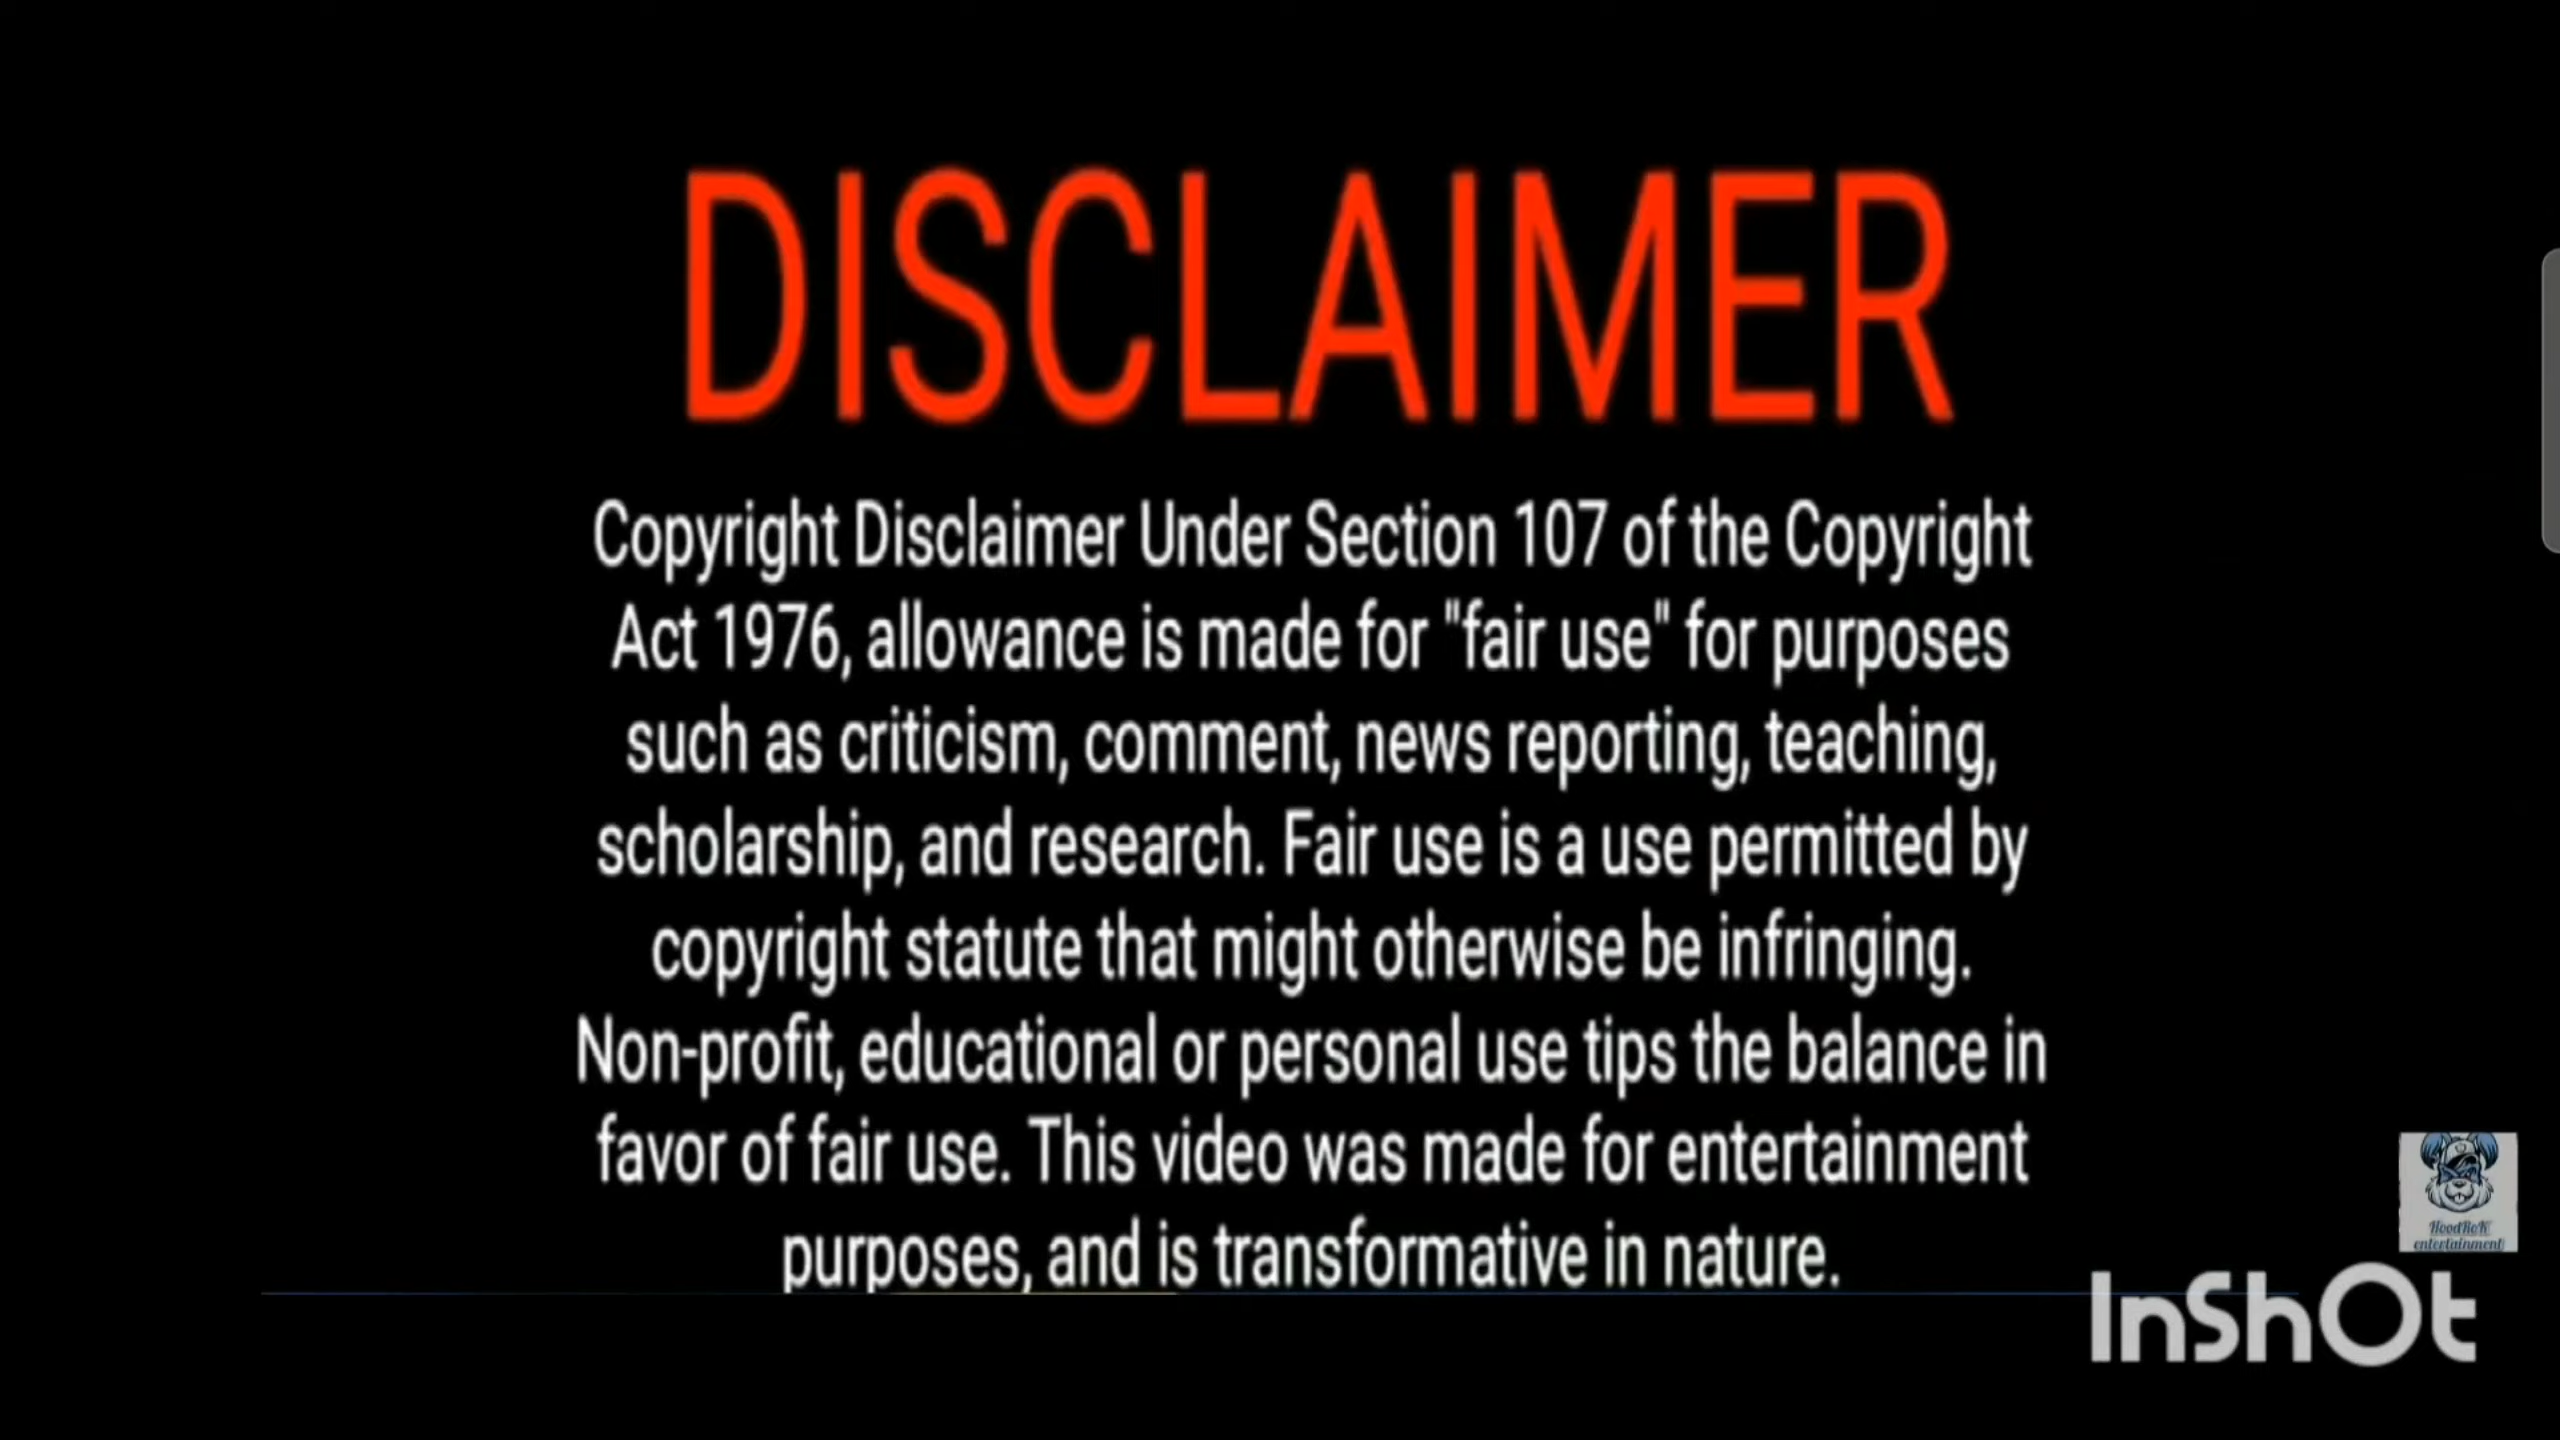 DISCLAIMER
Copyright Disclaimer Under Section 107 of the Copyright
Act 1976, allowance is made for "fair use" for purposes
such as criticism, comment, news reporting, teaching,
scholarship, and research. Fair use is a use permitted by
copyright statute that might otherwise be infringing.
Non-profit, educational or personal use tips the balance in
favor of fair use. This video was made for entertainment
purposes, and is transformative in nature.
HoodRoK
entertainment
InShOt